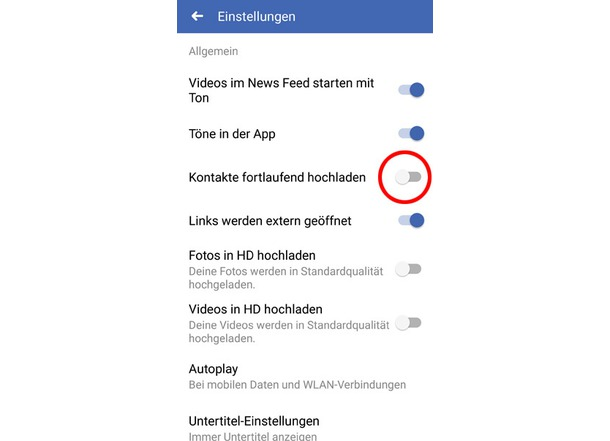 Einstellungen
Allgemein
Videos im News Feed starten mit
Ton
Töne in der App
Kontakte fortlaufend hochladen
Links werden extern geöffnet
Fotos in HD hochladen
Deine Fotos werden in Standardqualität
hochgeladen.
Videos in HD hochladen
Deine Videos werden in Standardqualität
hochgeladen.
Autoplay
Bei mobilen Daten und WLAN-Verbindungen
Untertitel-Einstellungen
Immer Untertitel anzeigen